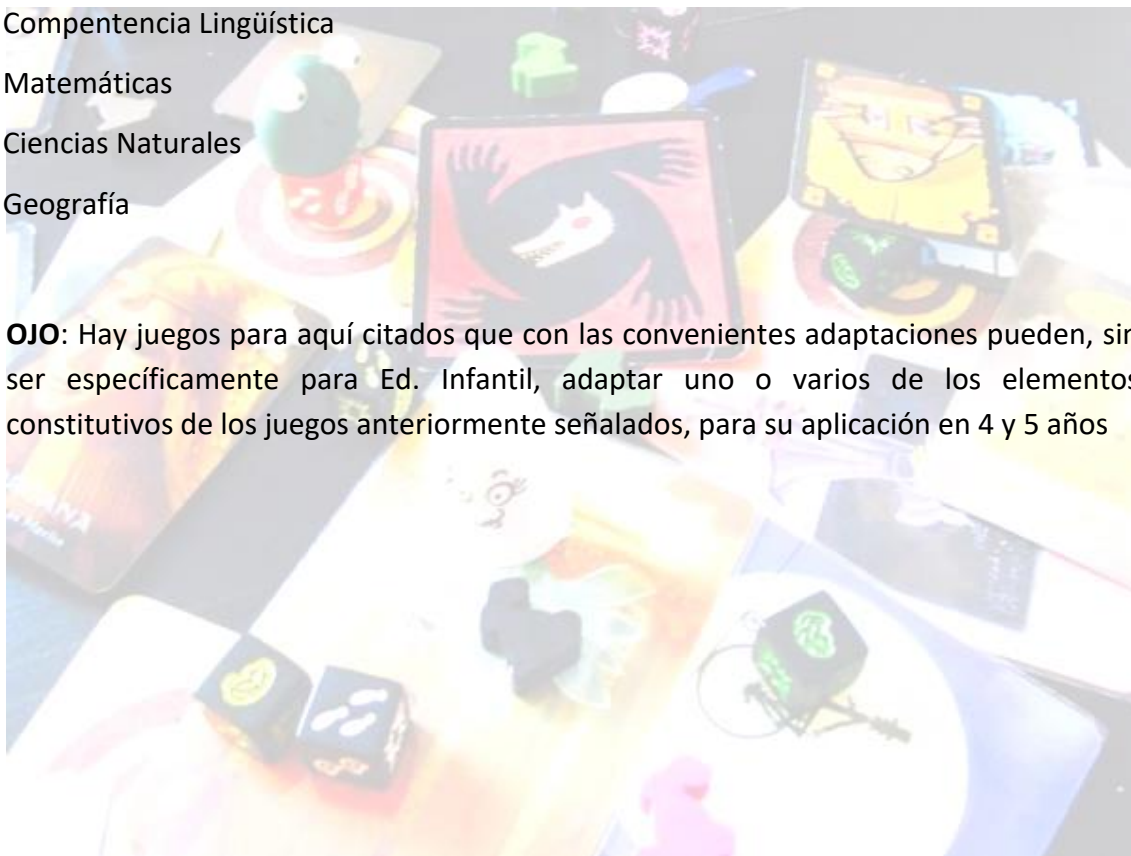 Compentencia Lingüística
Matemáticas
Ciencias Naturales
Geografía
OJO: Hay juegos para aquí citados que con las convenientes adaptaciones pueden, sin
ser específicamente para Ed. Infantil, adaptar uno o varios de los elementos
constitutivos de los juegos anteriormente señalados, para su aplicación en 4 y 5 años